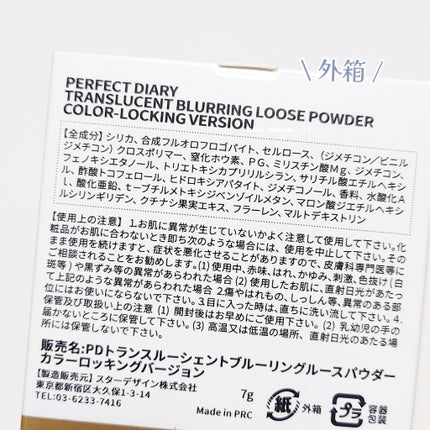 \ 外箱 /
PERFECT DIARY
TRANSLUCENT BLURRING LOOSE POWDER
COLOR-LOCKING VERSION
【全成分】シリカ、合成フルオロフロゴパイト、セルロース、(ジメチコン/ビニル
ジメチコン)クロスポリマー、窒化ホウ素、PG、ミリスチン酸Mg、ジメチコン、
フェノキシエタノール、トリエトキシカプリリルシラン、サリチル酸エチルヘキシ
ル、酢酸トコフェロール、ヒドロキシアパタイト、ジメチコノール、香料、水酸化A
l、酸化亜鉛、t-ブチルメトキシジベンゾイルメタン、マロン酸ジエチルヘキシ
ルシリンギリデン、クチナシ果実エキス、フラーレン、マルトデキストリン
【使用上の注意】1.お肌に異常が生じていないかよく注意して使用して下さい。化
粧品がお肌に合わないとき即ち次のような場合には、使用を中止して下さい。その
まま使用を続けますと、症状を悪化させることがありますので、皮膚科専門医等に
ご相談されることをお勧めします。(1)使用中、赤味、はれ、かゆみ、刺激、色抜け(白
斑等)や黒ずみ等の異常があらわれた場合(2)使用したお肌に、直射日光があたっ
て上記のような異常があらわれた場合 2.傷やはれもの、しっしん等、異常のある部
位にはお使いにならないで下さい。3.目に入った時は、直ちに洗い流して下さい。4.
保管及び取扱い上の注意(1)開封後はお早めにご使用下さい。(2)乳幼児の手の
届かないところに保管して下さい。(3)高温又は低温の場所、直射日光のあたる場
所には保管しないで下さい。
販売名:PDトランスルーシェントブルーリングルースパウダー
カラーロッキングバージョン
【製造販売元】スターデザイン株式会社
東京都新宿区大久保1-3-14
TEL:03-6233-7416
7g
Made in PRC
紙 外箱
プラ 容器
包装